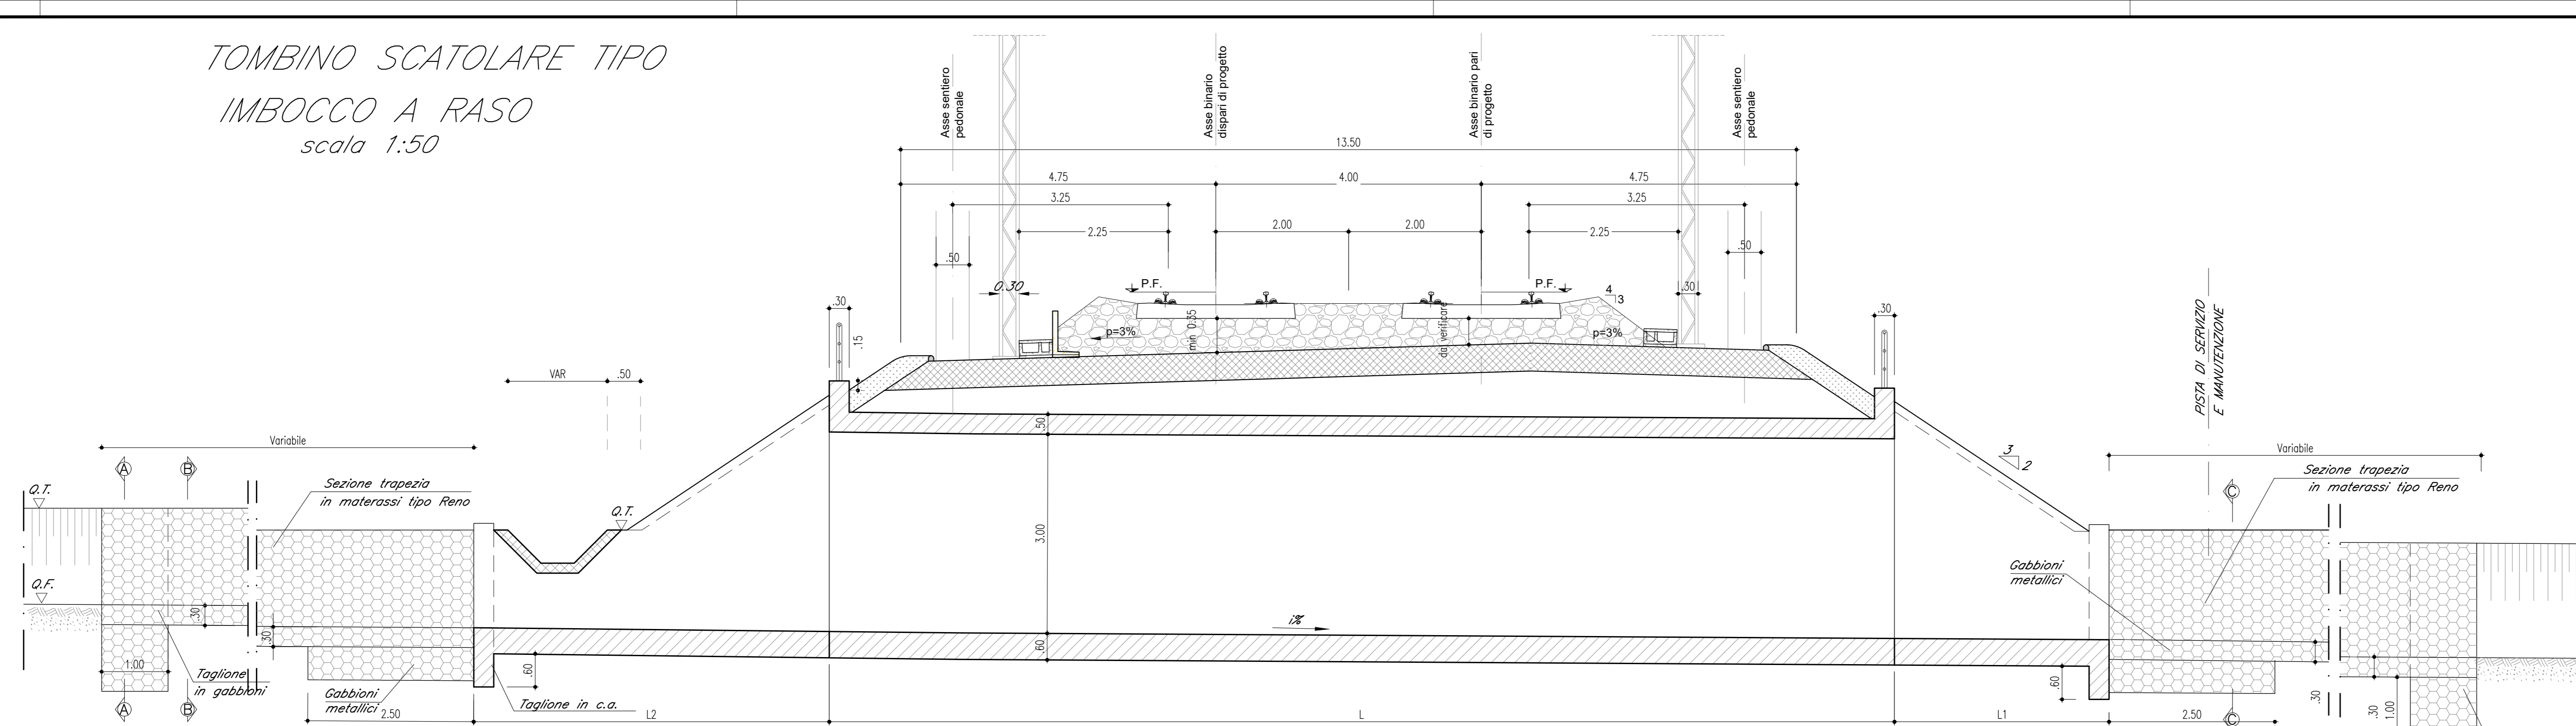 TOMBINO SCATOLARE TIPO
IMBOCCO A RASO
scala 1:50
Asse sentiero
pedonale
Asse binario
dispari di progetto
Asse binario pari
di progetto
Asse sentiero
pedonale
13.50
4.75
4.00
4.75
3.25
3.25
2.25
2.00
2.00
2.25
.50
.50
0.30
P.F.
P.F.
4
3
.30
.30
.30
.15
p=3%
min 0.35
da verificare
p=3%
VAR
.50
PISTA DI SERVIZIO
E MANUTENZIONE
Variabile
.50
Variabile
A
B
Sezione trapezia
in materassi tipo Reno
3
2
Sezione trapezia
in materassi tipo Reno
Q.T.
Q.T.
C
3.00
Gabbioni
metallici
Q.F.
.30
.30
i%
.60
1.00
Taglione
in gabbioni
Gabbioni
metallici
.60
Taglione in c.a.
.60
.30
.30
1.00
A
B
2.50
L2
L
L1
2.50
C